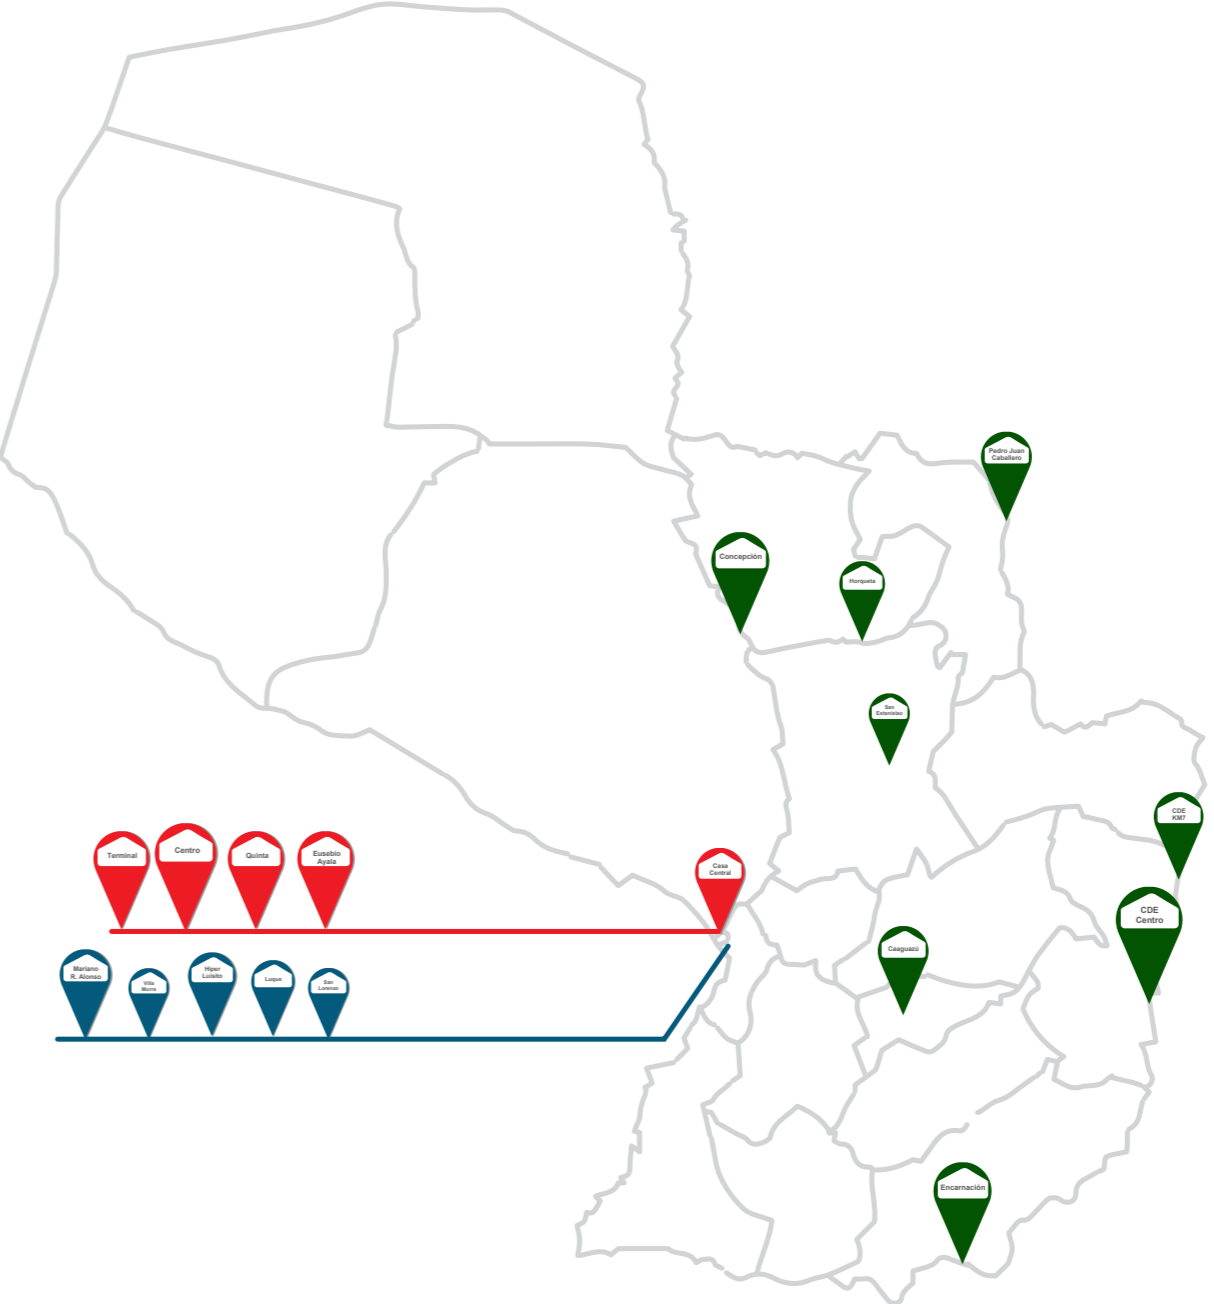 Pedro Juan
Caballero
Concepción
Horqueta
San
Estanislao
CDE
KM7
Terminal
Centro
Quinta
Eusebio
Ayala
Casa
Central
CDE
Centro
Caaguazú
Mariano
R. Alonso
Villa
Morra
Hiper
Luisito
Luque
San
Lorenzo
Encarnación